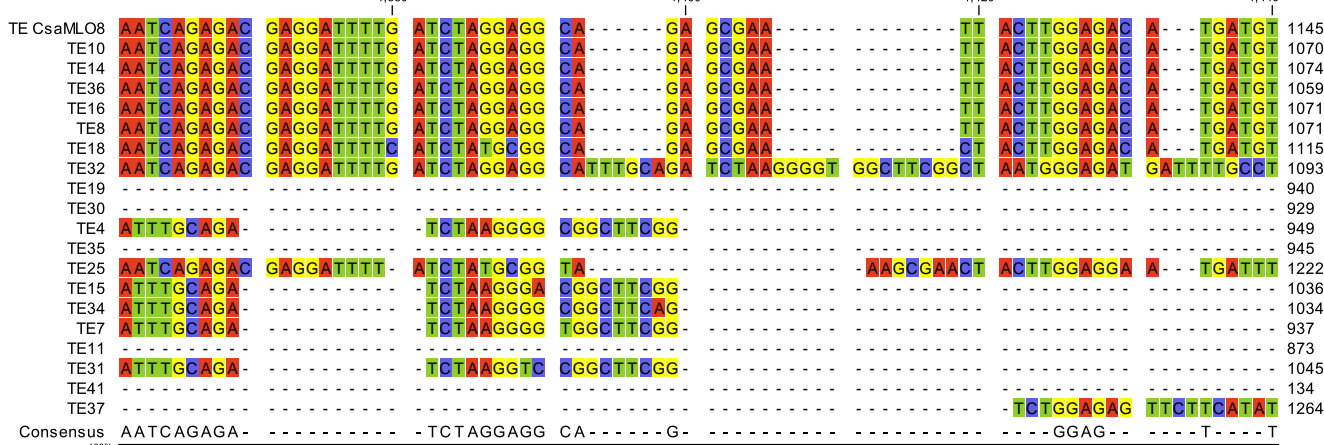 TE CsaMLO8 AATCAGAGAC GAGGATTTTG ATCTAGGAGG CA------GA GCGAA----- --------TT ACTTGGAGAC A---TGATGT 1145
TE10 AATCAGAGAC GAGGATTTTG ATCTAGGAGG CA------GA GCGAA----- --------TT ACTTGGAGAC A---TGATGT 1070
TE14 AATCAGAGAC GAGGATTTTG ATCTAGGAGG CA------GA GCGAA----- --------TT ACTTGGAGAC A---TGATGT 1074
TE36 AATCAGAGAC GAGGATTTTG ATCTAGGAGG CA------GA GCGAA----- --------TT ACTTGGAGAC A---TGATGT 1059
TE16 AATCAGAGAC GAGGATTTTG ATCTAGGAGG CA------GA GCGAA----- --------TT ACTTGGAGAC A---TGATGT 1071
TE8 AATCAGAGAC GAGGATTTTG ATCTAGGAGG CA------GA GCGAA----- --------TT ACTTGGAGAC A---TGATGT 1071
TE18 AATCAGAGAC GAGGATTTTC ATCTATGCGG CA------GA GCGAA----- --------CT ACTTGGAGAC A---TGATGT 1115
TE32 AATCAGAGAC GAGGATTTTG ATCTAGGAGG CATTTGCAGA TCTAAGGGGT GGCTTCGGCT AATGGGAGAT GATTTTGCCT 1093
TE19 ---------- ---------- ---------- ---------- ---------- ---------- ---------- ---------- 940
TE30 ---------- ---------- ---------- ---------- ---------- ---------- ---------- ---------- 929
TE4 ATTTGCAGA- ---------- -TCTAAGGGG CGGCTTCGG- ---------- ---------- ---------- ---------- 949
TE35 ---------- ---------- ---------- ---------- ---------- ---------- ---------- ---------- 945
TE25 AATCAGAGAC GAGGATTTT- ATCTATGCGG TA-------- ---------- -AAGCGAACT ACTTGGAGGA A---TGATTT 1222
TE15 ATTTGCAGA- ---------- -TCTAAGGGA CGGCTTCGG- ---------- ---------- ---------- ---------- 1036
TE34 ATTTGCAGA- ---------- -TCTAAGGGG CGGCTTCAG- ---------- ---------- ---------- ---------- 1034
TE7 ATTTGCAGA- ---------- -TCTAAGGGG TGGCTTCGG- ---------- ---------- ---------- ---------- 937
TE11 ---------- ---------- ---------- ---------- ---------- ---------- ---------- ---------- 873
TE31 ATTTGCAGA- ---------- -TCTAAGGTC CGGCTTCGG- ---------- ---------- ---------- ---------- 1045
TE41 ---------- ---------- ---------- ---------- ---------- ---------- ---------- ---------- 134
TE37 ---------- ---------- ---------- ---------- ---------- ---------- -TCTGGAGAG TTCTTCATAT 1264
Consensus AATCAGAGA- ---------- -TCTAGGAGG CA------G- ---------- ---------- ----GGAG-- ----T----T